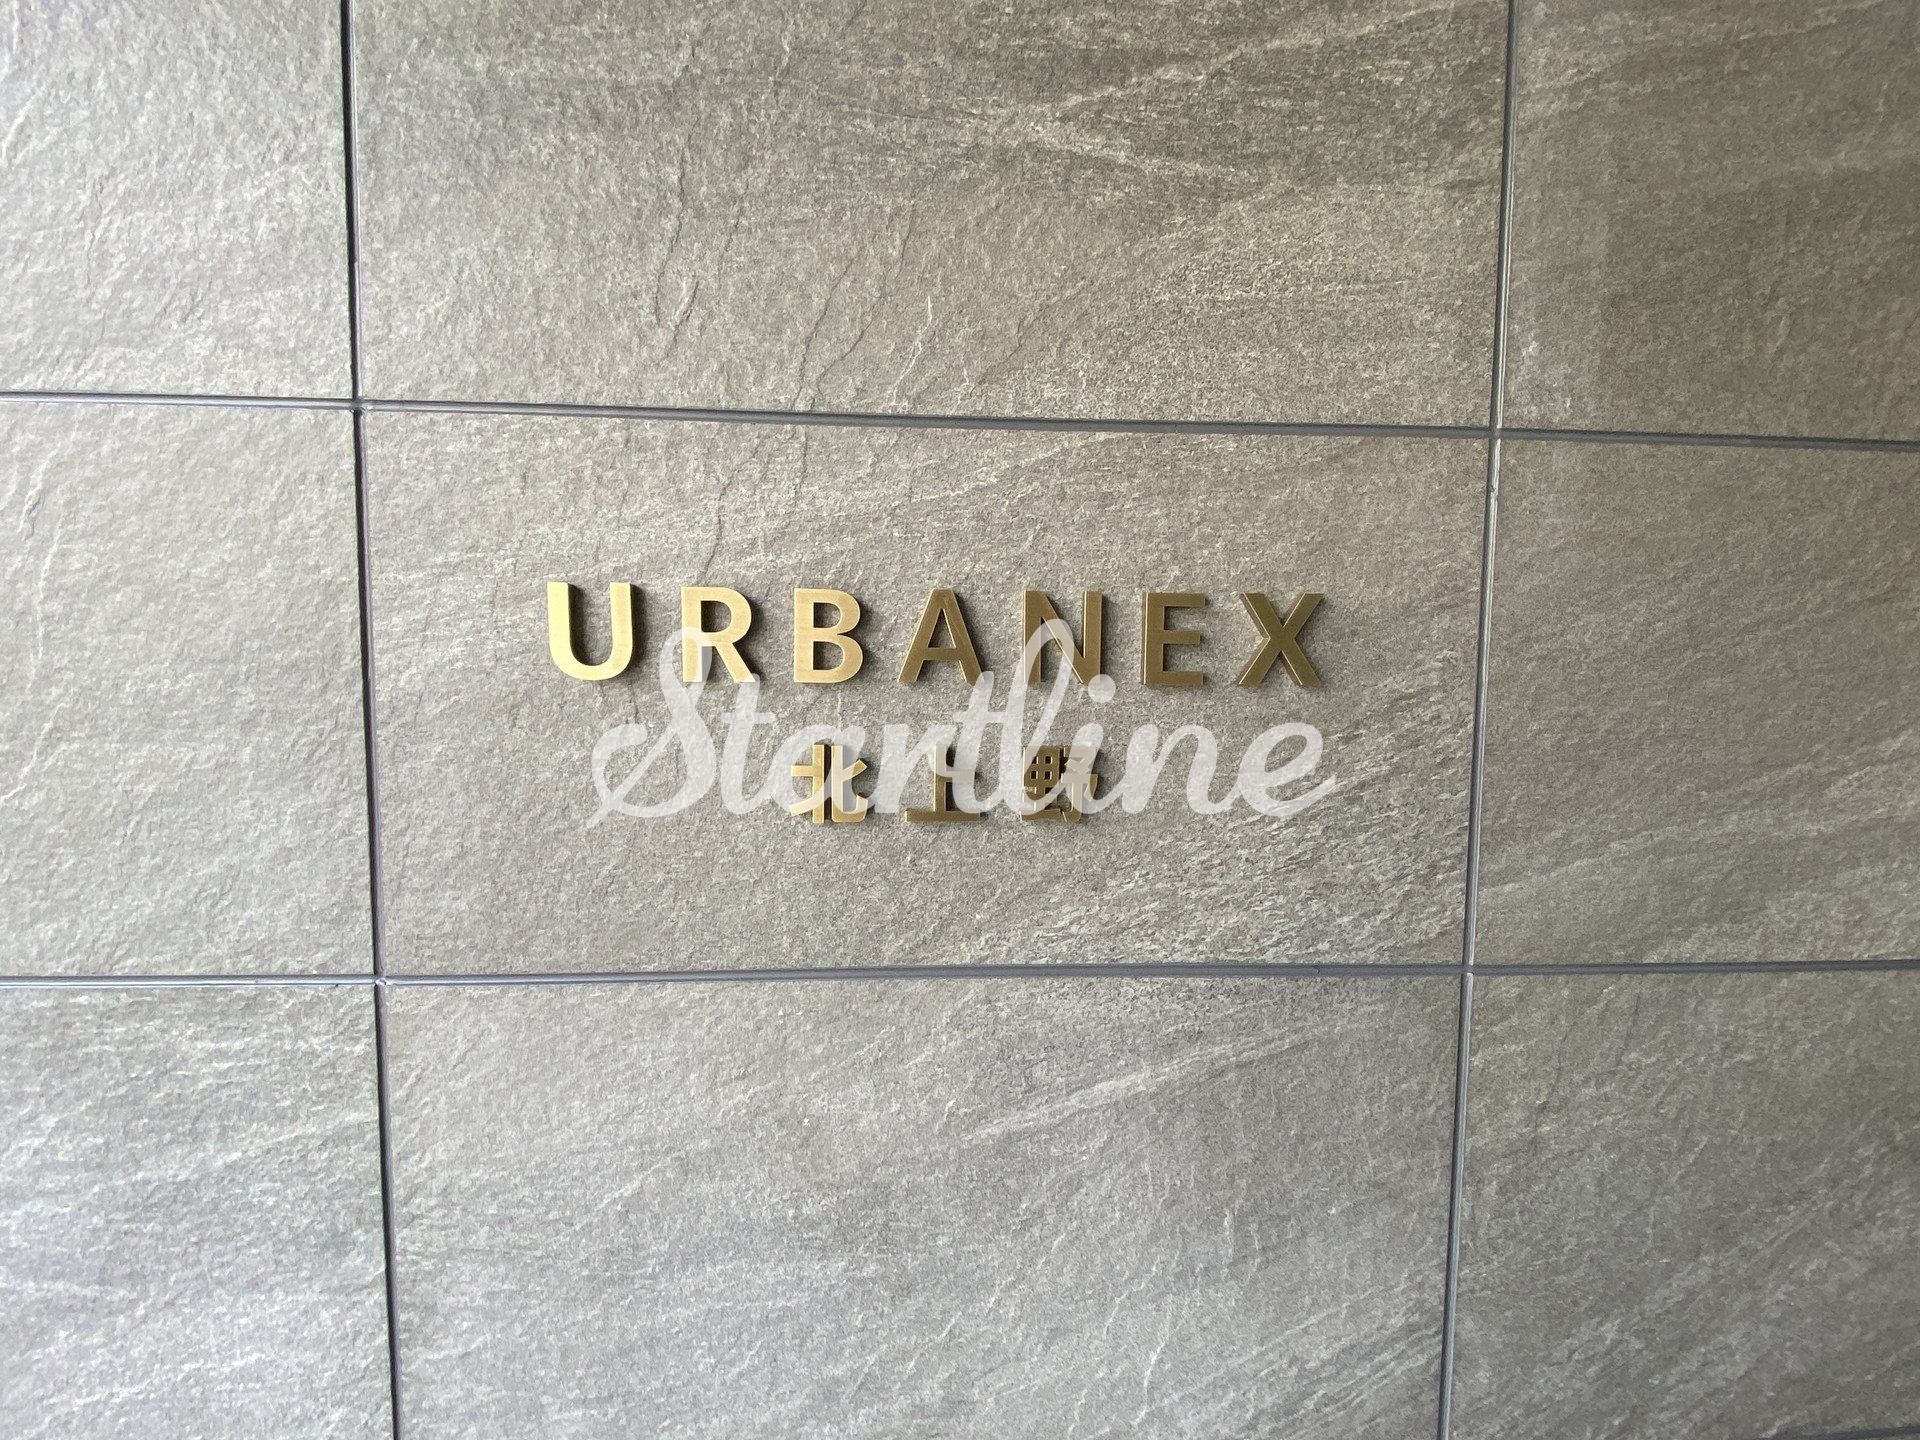 URBANEX
Startline
北上野